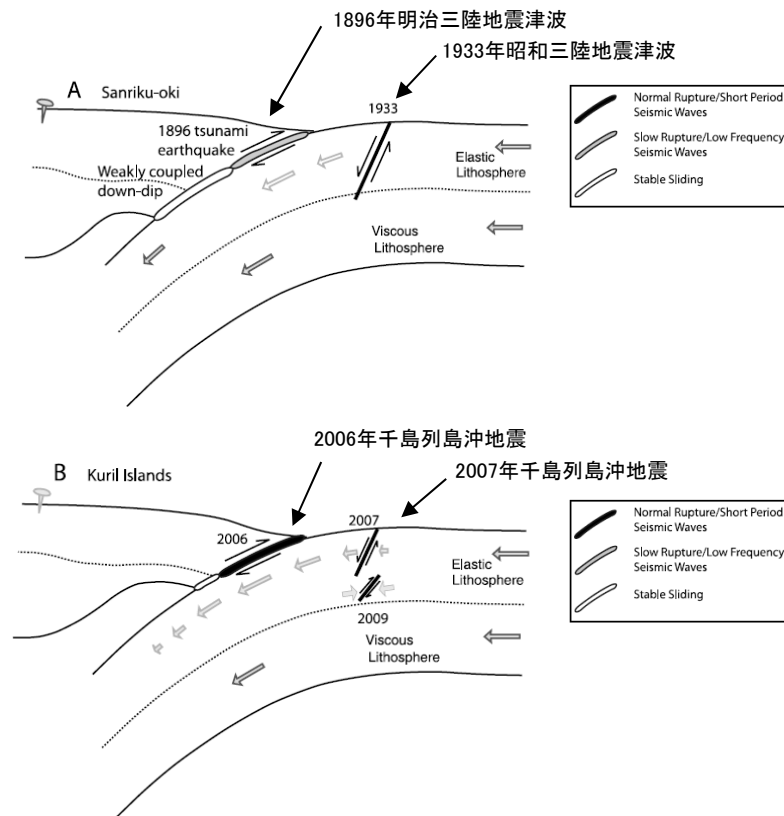 1896年明治三陸地震津波
1933年昭和三陸地震津波
A Sanriku-oki
1933
1896 tsunami
earthquake
Weakly coupled
down-dip
Elastic
Lithosphere
Viscous
Lithosphere
Normal Rupture/Short Period
Seismic Waves
Slow Rupture/Low Frequency
Seismic Waves
Stable Sliding
2006年千島列島沖地震
2007年千島列島沖地震
B Kuril Islands
2007
2006
Elastic
Lithosphere
2009
Viscous
Lithosphere
Normal Rupture/Short Period
Seismic Waves
Slow Rupture/Low Frequency
Seismic Waves
Stable Sliding